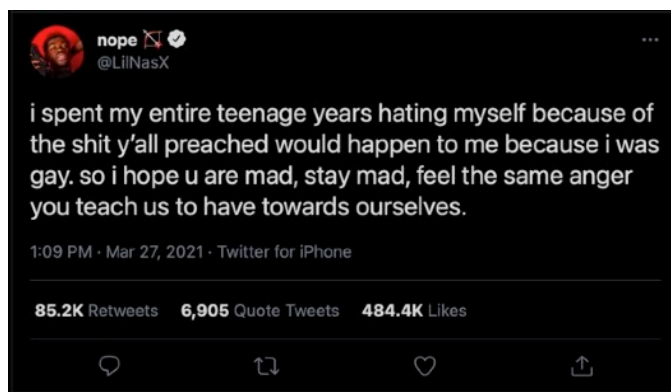 nope
@LilNasX
i spent my entire teenage years hating myself because of
the shit y'all preached would happen to me because i was
gay. so i hope u are mad, stay mad, feel the same anger
you teach us to have towards ourselves.
1:09 PM · Mar 27, 2021 · Twitter for iPhone
85.2K Retweets 6,905 Quote Tweets 484.4K Likes